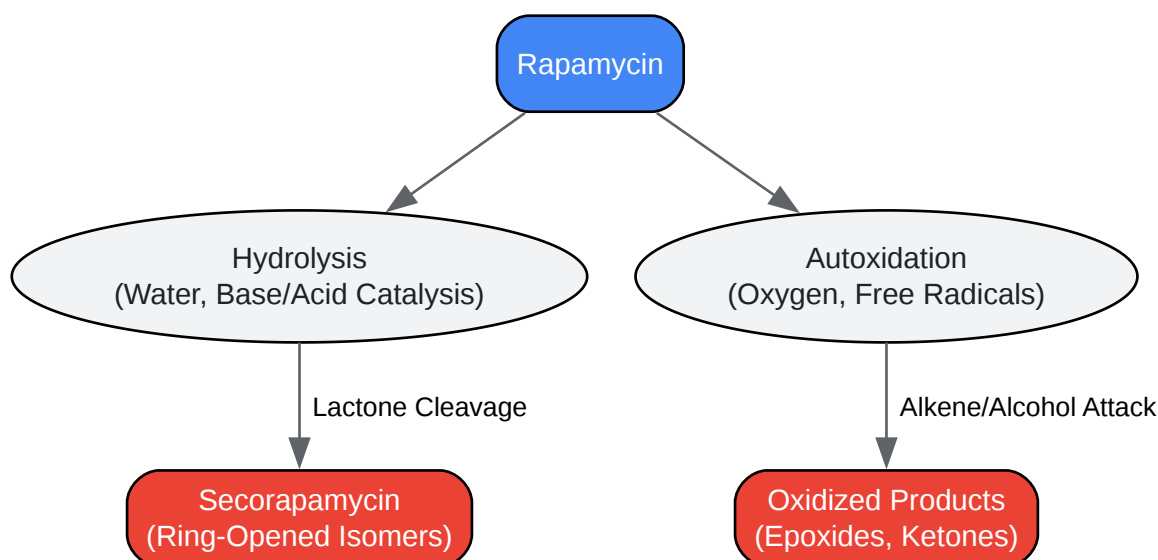 Rapamycin
Hydrolysis
(Water, Base/Acid Catalysis)
Autoxidation
(Oxygen, Free Radicals)
Lactone Cleavage
Alkene/Alcohol Attack
Secorapamycin
(Ring-Opened Isomers)
Oxidized Products
(Epoxides, Ketones)